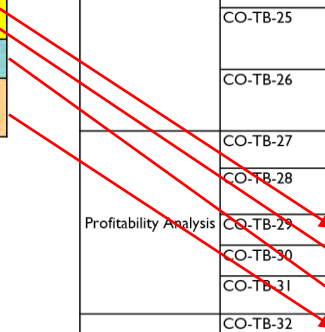 CO-TB-25
CO-TB-26
CO-TB-27
CO-TB-28
Profitability Analysis
CO-TB-29
CO-TB-30
CO-TB-31
CO-TB-32